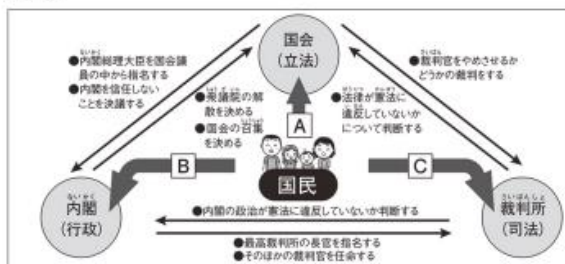 国会
(立法)
●内閣総理大臣を国会議
員の中から指名する
●内閣を信任しない
ことを決議する
●衆議院の解
散を決める
●国会の召集
を決める
●裁判官をやめさせるか
どうかの裁判をする
●法律が憲法に
違反していないか
について判断する
A
B
C
国民
内閣
(行政)
裁判所
(司法)
●内閣の政治が憲法に違反していないか判断する
●最高裁判所の長官を指名する
●そのほかの裁判官を任命する